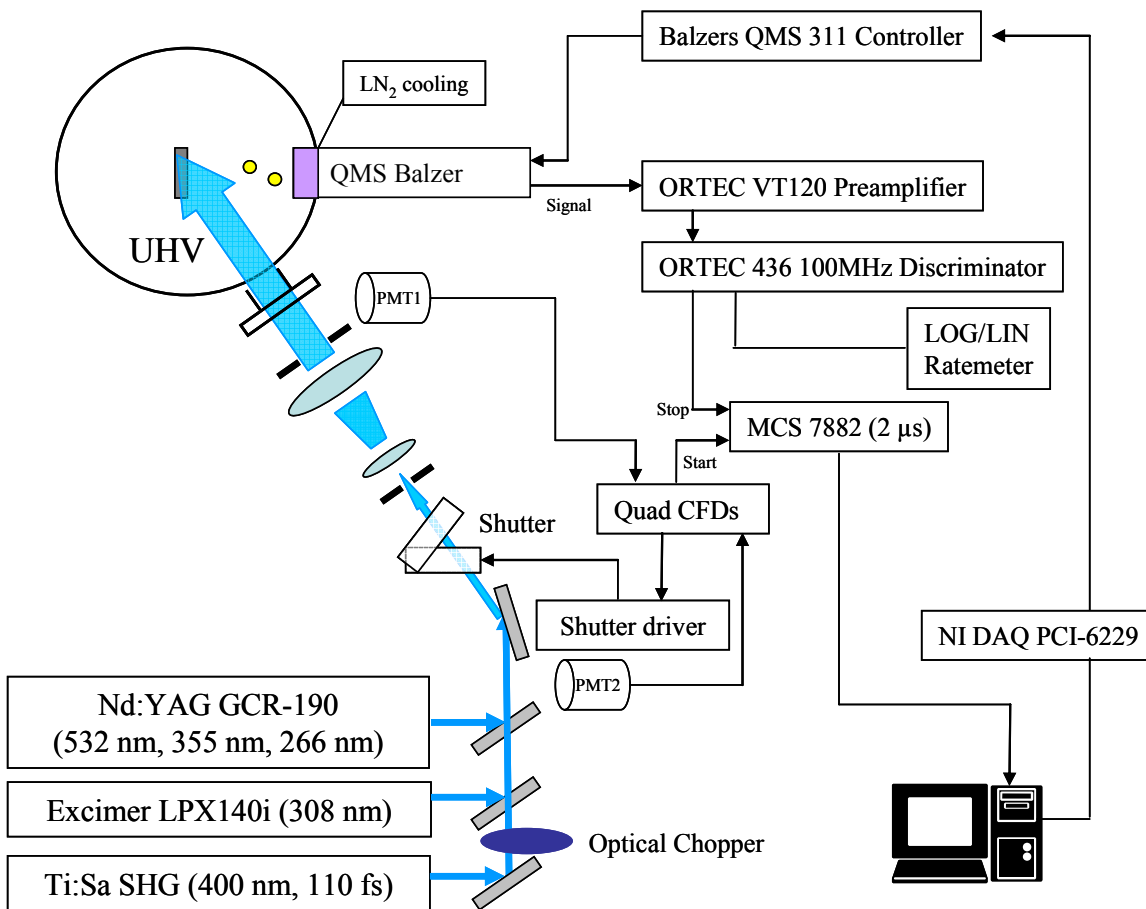 Balzers QMS 311 Controller
LN2 cooling
QMS Balzer
Signal
ORTEC VT120 Preamplifier
UHV
ORTEC 436 100MHz Discriminator
PMT1
LOG/LIN
Ratemeter
Stop
MCS 7882 (2 µs)
Start
Quad CFDs
Shutter
Shutter driver
NI DAQ PCI-6229
PMT2
Nd:YAG GCR-190
(532 nm, 355 nm, 266 nm)
Excimer LPX140i (308 nm)
Optical Chopper
Ti:Sa SHG (400 nm, 110 fs)